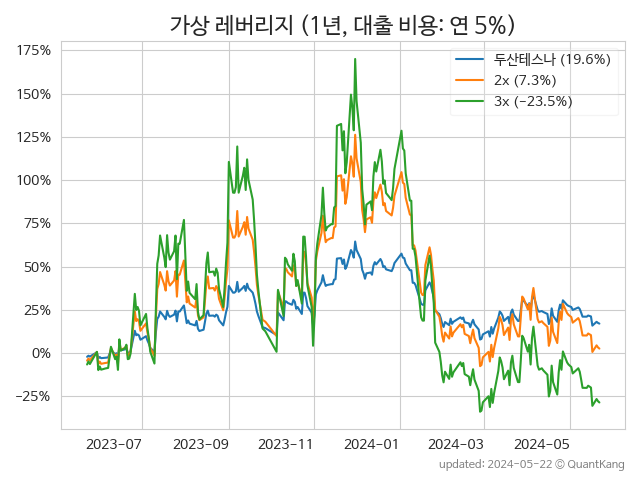 가상 레버리지 (1년, 대출 비용: 연 5%)
175%
150%
125%
100%
75%
50%
25%
0%
−25%
두산테스나 (19.6%)
2x (7.3%)
3x (−23.5%)
2023-07 2023-09 2023-11 2024-01 2024-03 2024-05
updated: 2024-05-22 © QuantKang